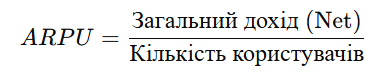 ARPU = Загальний дохід (Net)
Кількість користувачів